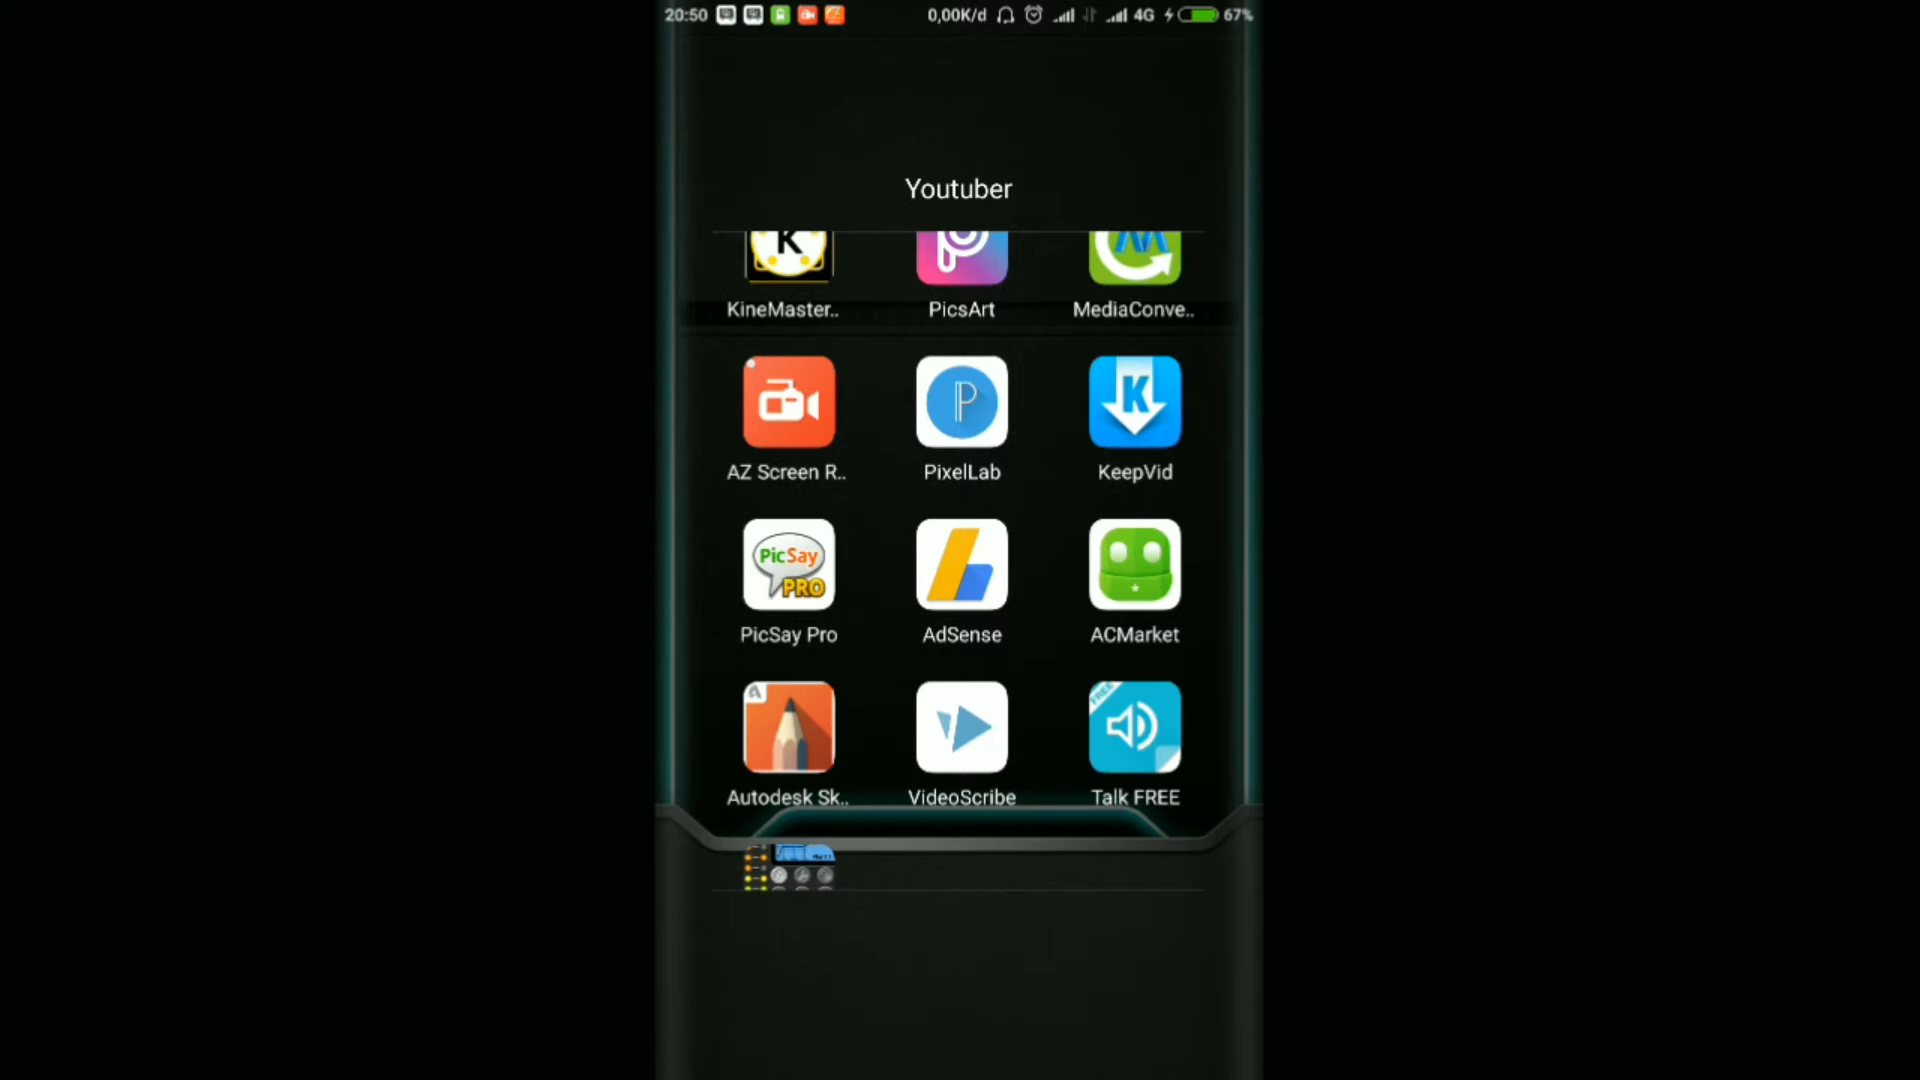 20:50 0,00K/d 4G 67%
Youtuber
K
KineMaster.. PicsArt MediaConve..
AZ Screen R.. PixelLab KeepVid
PicSay
PRO
PicSay Pro AdSense ACMarket
FREE
Autodesk Sk.. VideoScribe Talk FREE